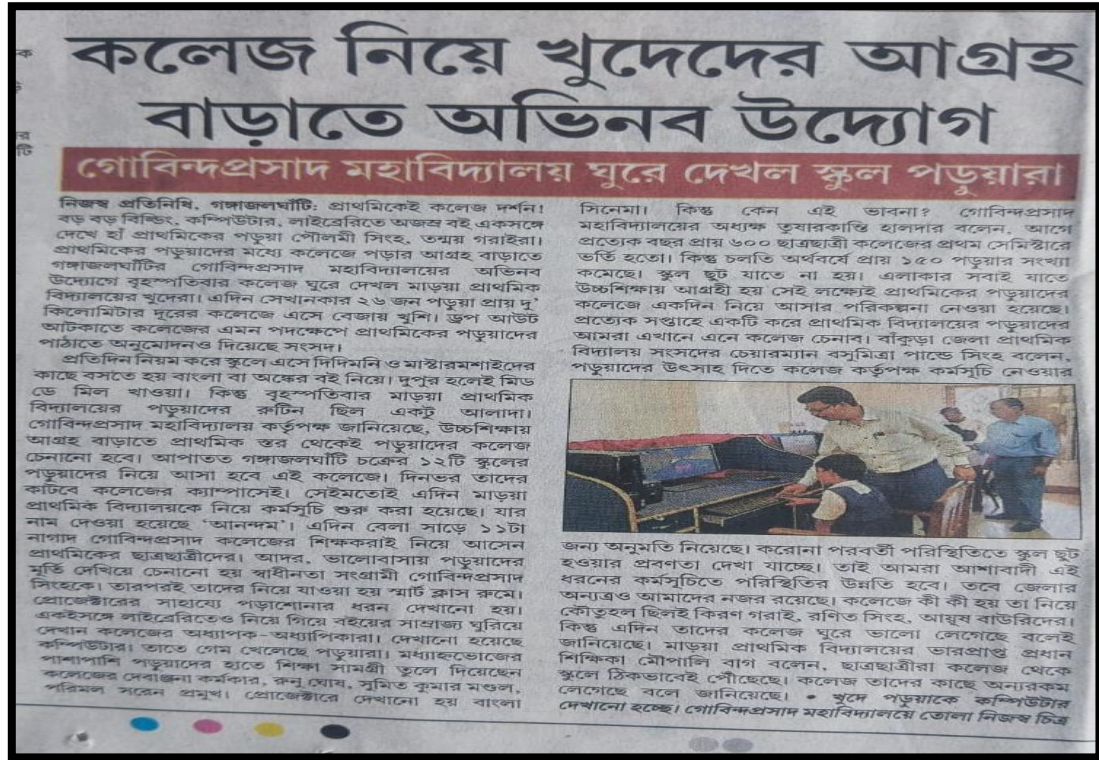 কলেজ নিয়ে খুদেদের আগ্রহ
বাড়াতে অভিনব উদ্যোগ
গোবিন্দপ্রসাদ মহাবিদ্যালয় ঘুরে দেখল স্কুল পড়ুয়ারা
নিজস্ব প্রতিনিধি, গঙ্গাজলঘাঁটি: প্রাথমিকেই কলেজ দর্শন!
বড় বড় বিল্ডিং, কম্পিউটার, লাইব্রেরিতে অজস্র বই একসঙ্গে
দেখে হাঁ প্রাথমিকের পড়ুয়া পৌলমী সিংহ, তন্ময় গরাইরা।
প্রাথমিকের পড়ুয়াদের মধ্যে কলেজে পড়ার আগ্রহ বাড়াতে
গঙ্গাজলঘাঁটির গোবিন্দপ্রসাদ মহাবিদ্যালয়ের অভিনব
উদ্যোগে বৃহস্পতিবার কলেজ ঘুরে দেখল মাড়য়া প্রাথমিক
বিদ্যালয়ের খুদেরা। এদিন সেখানকার ২৬ জন পড়ুয়া প্রায় দু'
কিলোমিটার দূরের কলেজে এসে বেজায় খুশি। ড্রপ আউট
আটকাতে কলেজের এমন পদক্ষেপে প্রাথমিকের পড়ুয়াদের
পাঠাতে অনুমোদনও দিয়েছে সংসদ।
প্রতিদিন নিয়ম করে স্কুলে এসে দিদিমনি ও মাস্টারমশাইদের
কাছে বসতে হয় বাংলা বা অঙ্কের বই নিয়ে। দুপুর হলেই মিড
ডে মিল খাওয়া। কিন্তু বৃহস্পতিবার মাড়য়া প্রাথমিক
বিদ্যালয়ের পড়ুয়াদের রুটিন ছিল একটু আলাদা।
গোবিন্দপ্রসাদ মহাবিদ্যালয় কর্তৃপক্ষ জানিয়েছে, উচ্চশিক্ষায়
আগ্রহ বাড়াতে প্রাথমিক স্তর থেকেই পড়ুয়াদের কলেজ
চেনানো হবে। আপাতত গঙ্গাজলঘাঁটি চক্রের ১২টি স্কুলের
পড়ুয়াদের নিয়ে আসা হবে এই কলেজে। দিনভর তাদের
কাটবে কলেজের ক্যাম্পাসেই। সেইমতোই এদিন মাড়য়া
প্রাথমিক বিদ্যালয়কে নিয়ে কর্মসূচি শুরু করা হয়েছে। যার
নাম দেওয়া হয়েছে 'আনন্দম'। এদিন বেলা সাড়ে ১১টা
নাগাদ গোবিন্দপ্রসাদ কলেজের শিক্ষকরাই নিয়ে আসেন
প্রাথমিকের ছাত্রছাত্রীদের। আদর, ভালোবাসায় পড়ুয়াদের
মূর্তি দেখিয়ে চেনানো হয় স্বাধীনতা সংগ্রামী গোবিন্দপ্রসাদ
সিংহকে। তারপরই তাদের নিয়ে যাওয়া হয় স্মার্ট ক্লাস রুমে।
প্রোজেক্টারের সাহায্যে পড়াশোনার ধরন দেখানো হয়।
একইসঙ্গে লাইব্রেরিতেও নিয়ে গিয়ে বইয়ের সাম্রাজ্য ঘুরিয়ে
দেখান কলেজের অধ্যাপক-অধ্যাপিকারা। দেখানো হয়েছে
কম্পিউটার। তাতে গেম খেলেছে পড়ুয়ারা। মধ্যাহ্নভোজের
পাশাপাশি পড়ুয়াদের হাতে শিক্ষা সামগ্রী তুলে দিয়েছেন
কলেজের দেবাঞ্জনা কর্মকার, রুনু ঘোষ, সুমিত কুমার মণ্ডল,
পরিমল সরেন প্রমুখ। প্রোজেক্টারে দেখানো হয় বাংলা
সিনেমা। কিন্তু কেন এই ভাবনা? গোবিন্দপ্রসাদ
মহাবিদ্যালয়ের অধ্যক্ষ তুষারকান্তি হালদার বলেন, আগে
প্রত্যেক বছর প্রায় ৬০০ ছাত্রছাত্রী কলেজের প্রথম সেমিস্টারে
ভর্তি হতো। কিন্তু চলতি অর্থবর্ষে প্রায় ১৫০ পড়ুয়ার সংখ্যা
কমেছে। স্কুল ছুট যাতে না হয়। এলাকার সবাই যাতে
উচ্চশিক্ষায় আগ্রহী হয় সেই লক্ষ্যেই প্রাথমিকের পড়ুয়াদের
কলেজে একদিন নিয়ে আসার পরিকল্পনা নেওয়া হয়েছে।
প্রত্যেক সপ্তাহে একটি করে প্রাথমিক বিদ্যালয়ের পড়ুয়াদের
আমরা এখানে এনে কলেজ চেনাব। বাঁকুড়া জেলা প্রাথমিক
বিদ্যালয় সংসদের চেয়ারম্যান বসুমিত্রা পান্ডে সিংহ বলেন,
পড়ুয়াদের উৎসাহ দিতে কলেজ কর্তৃপক্ষ কর্মসূচি নেওয়ার
জন্য অনুমতি নিয়েছে। করোনা পরবর্তী পরিস্থিতিতে স্কুল ছুট
হওয়ার প্রবণতা দেখা যাচ্ছে। তাই আমরা আশাবাদী এই
ধরনের কর্মসূচিতে পরিস্থিতির উন্নতি হবে। তবে জেলার
অন্যত্রও আমাদের নজর রয়েছে। কলেজে কী কী হয় তা নিয়ে
কৌতূহল ছিলই কিরণ গরাই, রণিত সিংহ, আয়ুষ বাউরিদের।
কিন্তু এদিন তাদের কলেজ ঘুরে ভালো লেগেছে বলেই
জানিয়েছে। মাড়য়া প্রাথমিক বিদ্যালয়ের ভারপ্রাপ্ত প্রধান
শিক্ষিকা মৌপালি বাগ বলেন, ছাত্রছাত্রীরা কলেজ থেকে
স্কুলে ঠিকভাবেই পৌঁছেছে। কলেজ তাদের কাছে অন্যরকম
লেগেছে বলে জানিয়েছে। • খুদে পড়ুয়াকে কম্পিউটার
দেখানো হচ্ছে। গোবিন্দপ্রসাদ মহাবিদ্যালয়ে তোলা নিজস্ব চিত্র